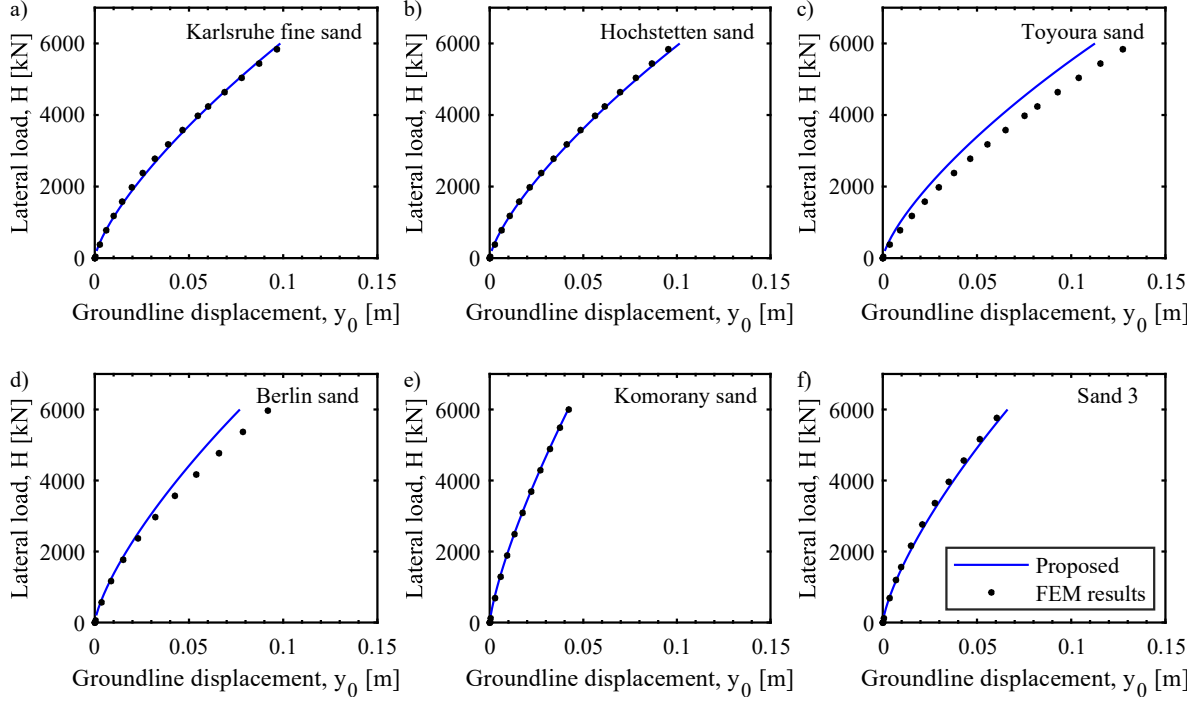 a)
Karlsruhe fine sand
6000
4000
2000
0
Lateral load, H [kN]
0
0.05
0.1
0.15
Groundline displacement, y0 [m]
b)
Hochstetten sand
6000
4000
2000
0
Lateral load, H [kN]
0
0.05
0.1
0.15
Groundline displacement, y0 [m]
c)
Toyoura sand
6000
4000
2000
0
Lateral load, H [kN]
0
0.05
0.1
0.15
Groundline displacement, y0 [m]
d)
Berlin sand
6000
4000
2000
0
Lateral load, H [kN]
0
0.05
0.1
0.15
Groundline displacement, y0 [m]
e)
Komorany sand
6000
4000
2000
0
Lateral load, H [kN]
0
0.05
0.1
0.15
Groundline displacement, y0 [m]
f)
Sand 3
6000
4000
2000
0
Lateral load, H [kN]
Proposed
FEM results
0
0.05
0.1
0.15
Groundline displacement, y0 [m]